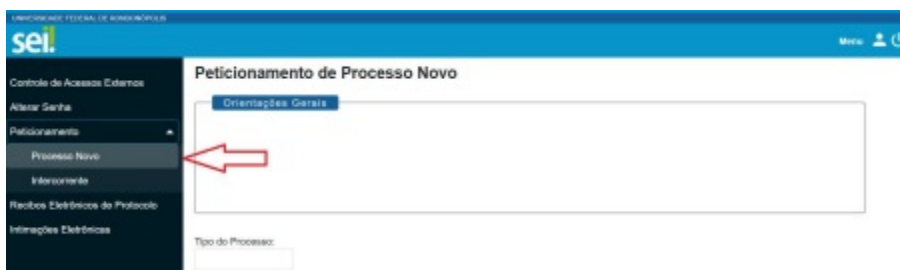 UNIVERSIDADE FEDERAL DE RONDONÓPOLIS
sei!
Menu
Controle de Acessos Externos
Alterar Senha
Peticionamento
Processo Novo
Intercorrente
Recibos Eletrônicos de Protocolo
Intimações Eletrônicas
Peticionamento de Processo Novo
Orientações Gerais
Tipo do Processo: